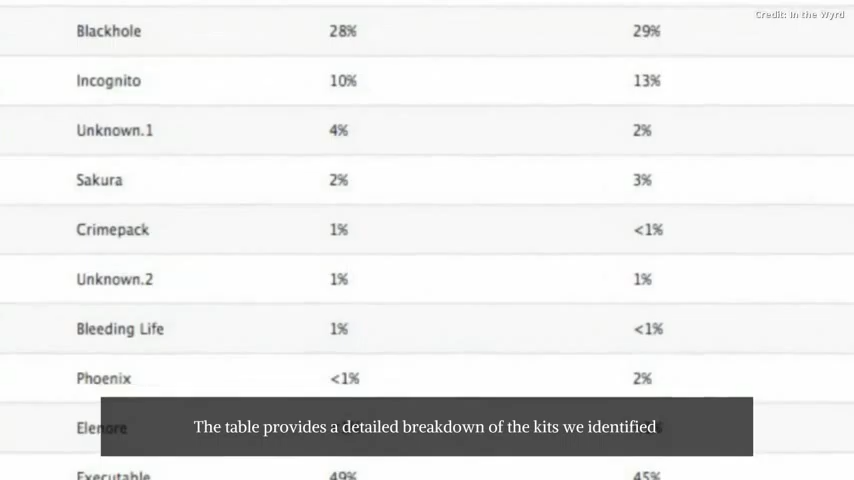 Credit: In the Wyrd
Blackhole 28% 29%
Incognito 10% 13%
Unknown.1 4% 2%
Sakura 2% 3%
Crimepack 1% <1%
Unknown.2 1% 1%
Bleeding Life 1% <1%
Phoenix <1% 2%
Elenore
The table provides a detailed breakdown of the kits we identified
Executable 49% 45%